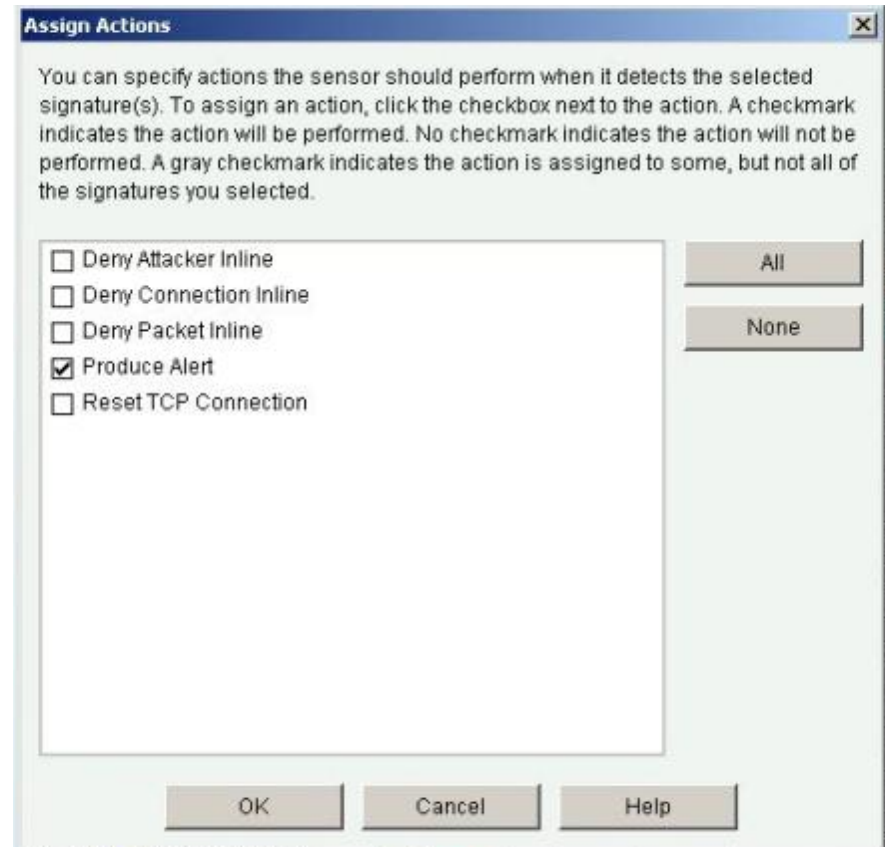 Assign Actions
You can specify actions the sensor should perform when it detects the selected
signature(s). To assign an action, click the checkbox next to the action. A checkmark
indicates the action will be performed. No checkmark indicates the action will not be
performed. A gray checkmark indicates the action is assigned to some, but not all of
the signatures you selected.
Deny Attacker Inline
Deny Connection Inline
Deny Packet Inline
Produce Alert
Reset TCP Connection
All
None
OK
Cancel
Help